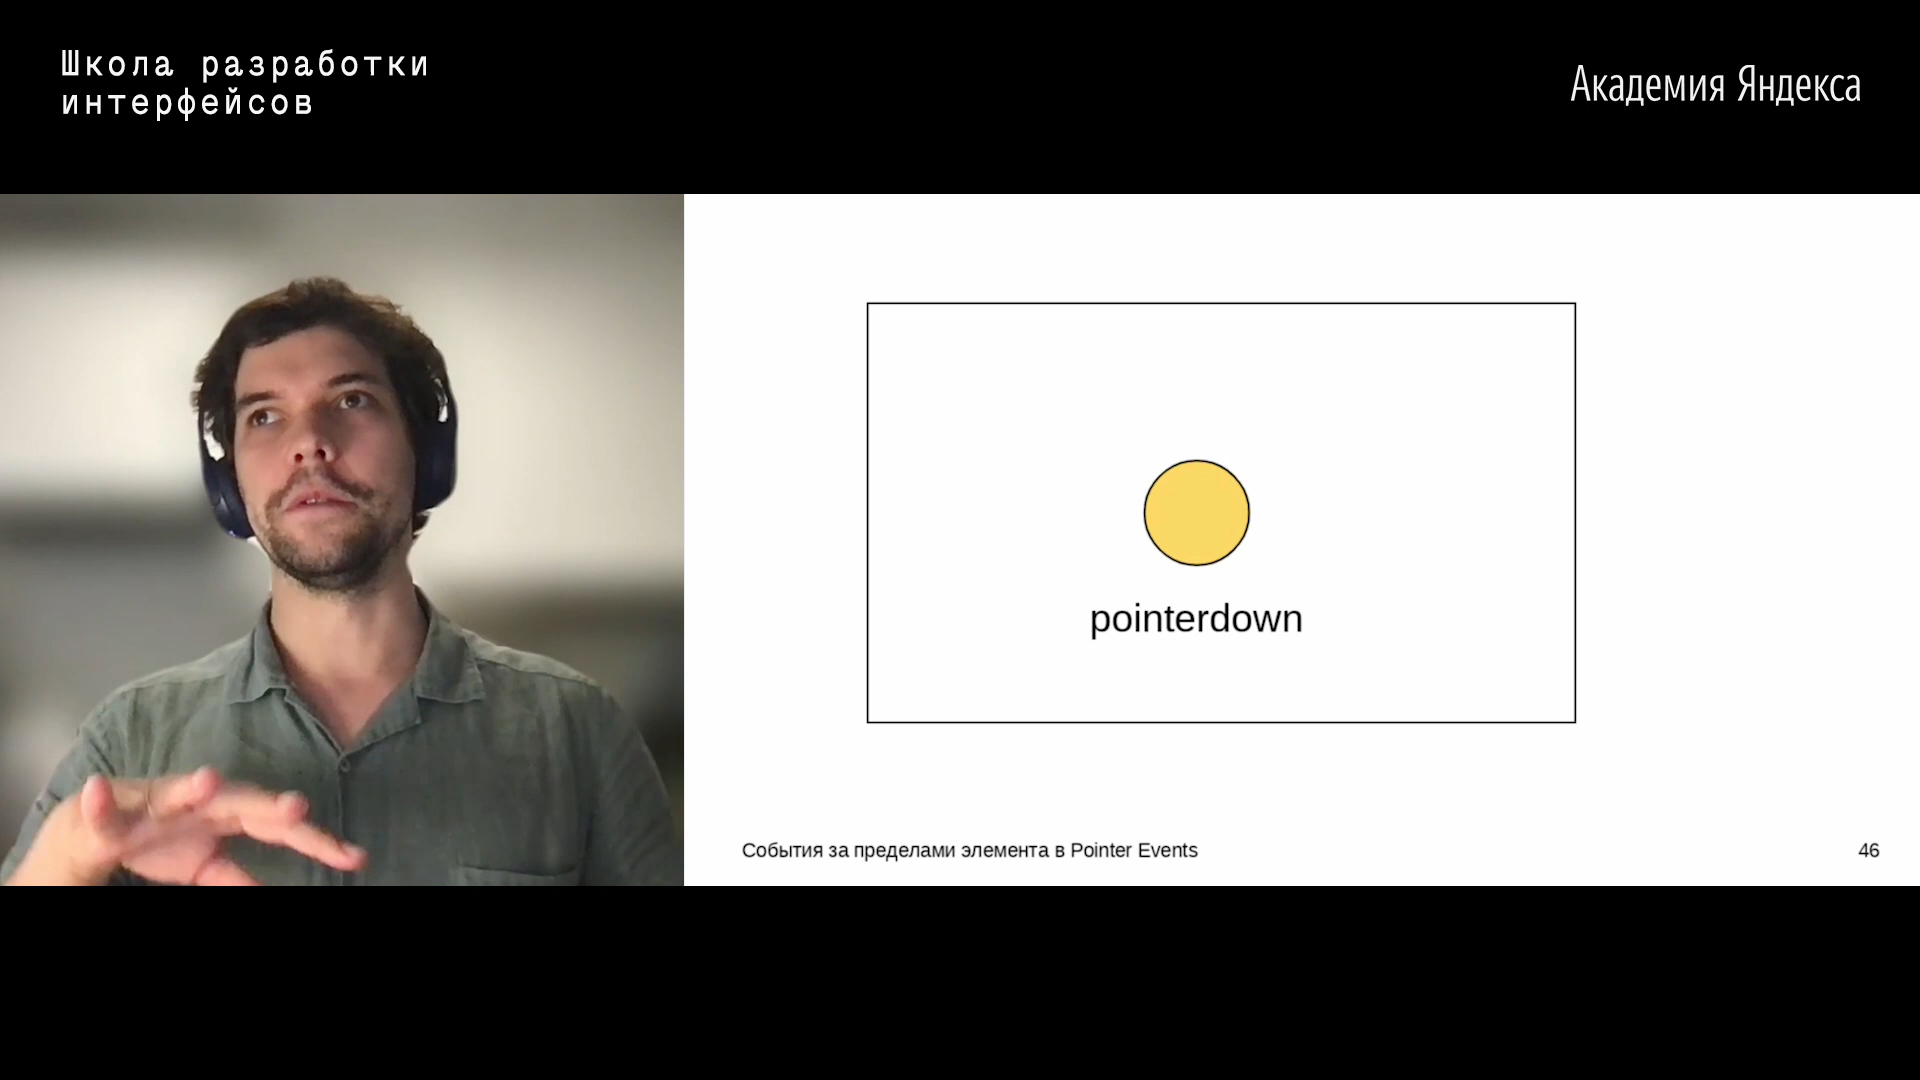 Школа разработки
интерфейсов
Академия Яндекса
pointerdown
События за пределами элемента в Pointer Events
46